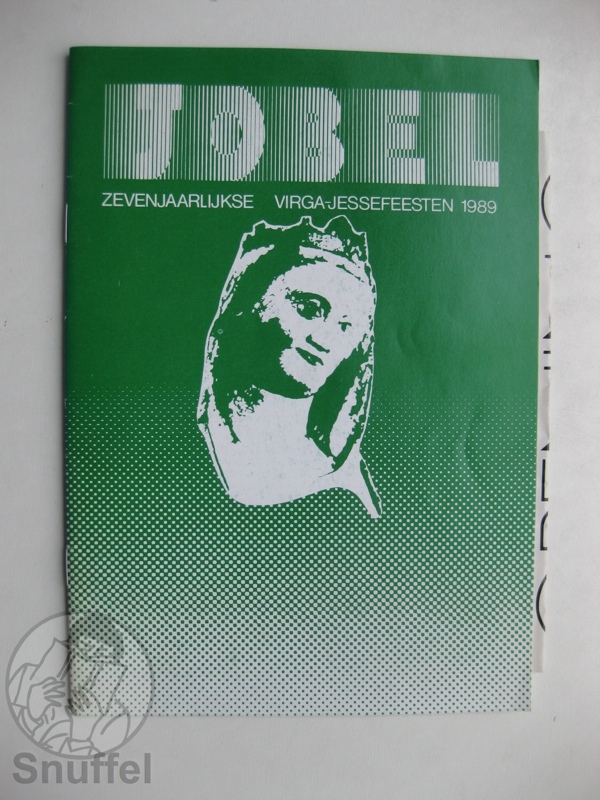 JOBEL
ZEVENJAARLIJKSE VIRGA-JESSEFEESTEN 1989
Snuffel